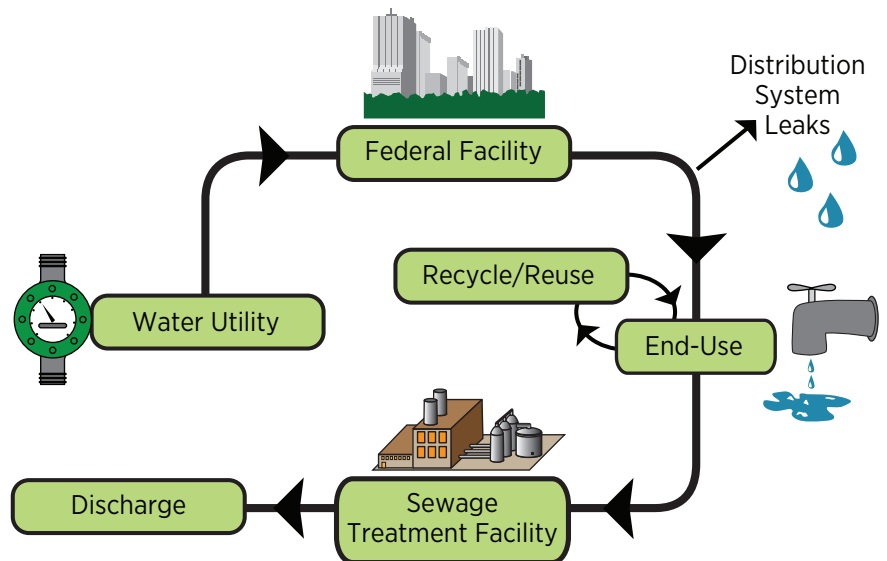 Distribution
System
Leaks
Federal Facility
Recycle/Reuse
Water Utility
End-Use
Discharge
Sewage
Treatment Facility